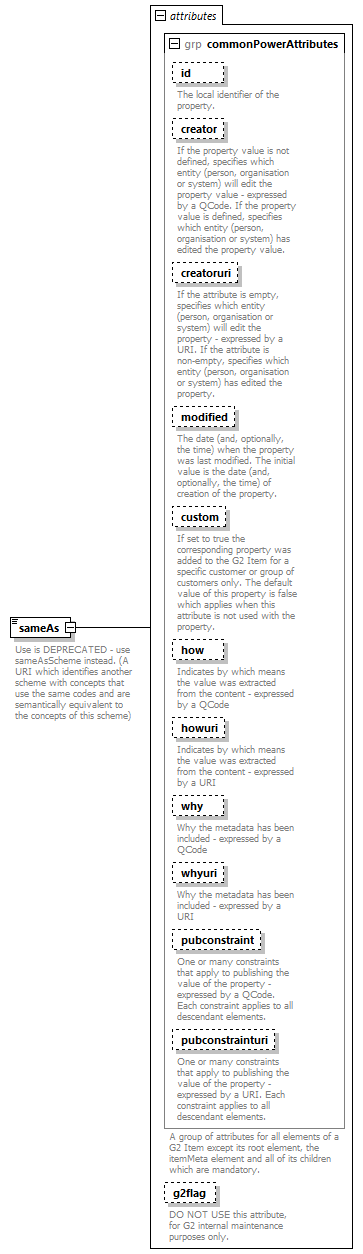 attributes
grp commonPowerAttributes
id
The local identifier of the
property.
creator
If the property value is not
defined, specifies which
entity (person, organisation
or system) will edit the
property value - expressed
by a QCode. If the property
value is defined, specifies
which entity (person,
organisation or system) has
edited the property value.
creatoruri
If the attribute is empty,
specifies which entity
(person, organisation or
system) will edit the
property - expressed by a
URI. If the attribute is
non-empty, specifies which
entity (person, organisation
or system) has edited the
property.
modified
The date (and, optionally,
the time) when the property
was last modified. The initial
value is the date (and,
optionally, the time) of
creation of the property.
custom
If set to true the
corresponding property was
added to the G2 Item for a
specific customer or group of
customers only. The default
value of this property is false
which applies when this
attribute is not used with the
property.
sameAs
Use is DEPRECATED - use
sameAsScheme instead. (A
URI which identifies another
scheme with concepts that
use the same codes and are
semantically equivalent to
the concepts of this scheme)
how
Indicates by which means
the value was extracted
from the content - expressed
by a QCode
howuri
Indicates by which means
the value was extracted
from the content - expressed
by a URI
why
Why the metadata has been
included - expressed by a
QCode
whyuri
Why the metadata has been
included - expressed by a
URI
pubconstraint
One or many constraints
that apply to publishing the
value of the property -
expressed by a QCode.
Each constraint applies to all
descendant elements.
pubconstrainturi
One or many constraints
that apply to publishing the
value of the property -
expressed by a URI. Each
constraint applies to all
descendant elements.
A group of attributes for all elements of a
G2 Item except its root element, the
itemMeta element and all of its children
which are mandatory.
g2flag
DO NOT USE this attribute,
for G2 internal maintenance
purposes only.